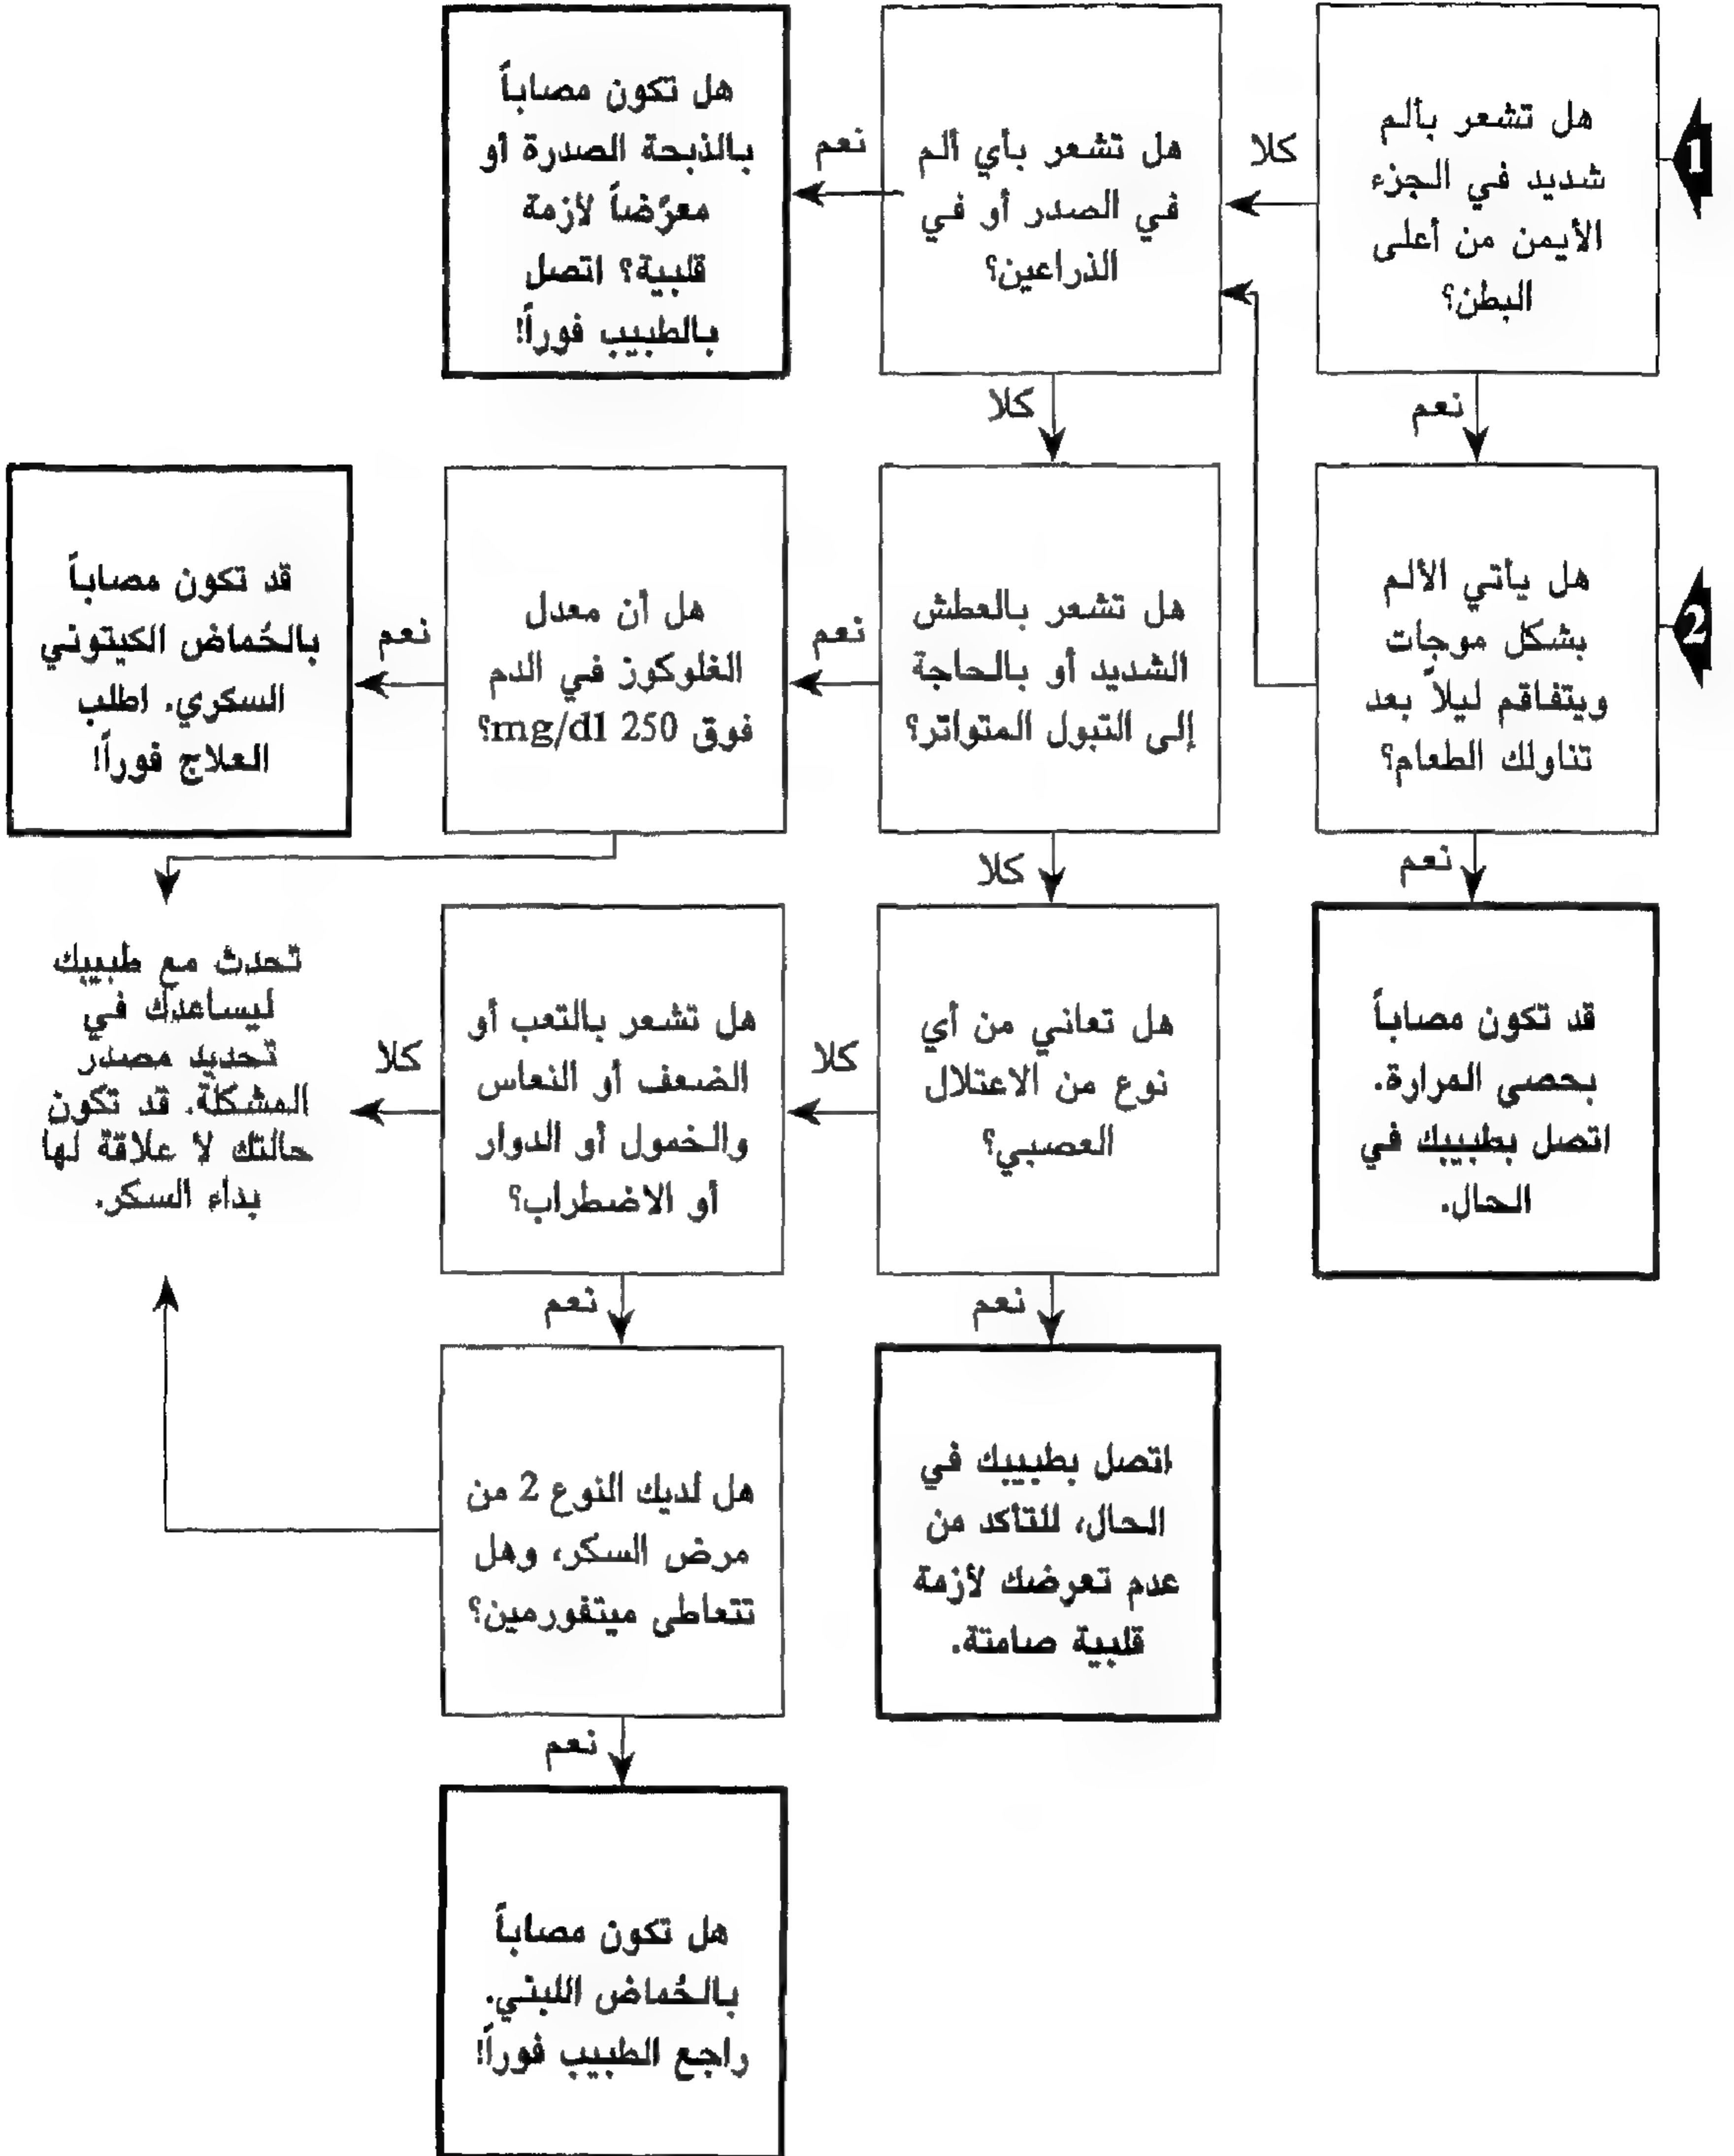 1
هل تشعر بألم
شديد في الجزء
الأيمن من أعلى
البطن؟
كلا
نعم
هل تشعر بأي ألم
في الصدر أو في
الذراعين؟
نعم
كلا
هل تكون مصاباً
بالذبحة الصدرة أو
معرّضاً لأزمة
قلبية؟ اتصل
بالطبيب فوراً!
2
هل يأتي الألم
بشكل موجات
ويتفاقم ليلاً بعد
تناولك الطعام؟
نعم
هل تشعر بالعطش
الشديد أو بالحاجة
إلى التبول المتواتر؟
نعم
كلا
هل أن معدل
الغلوكوز في الدم
فوق 250 mg/dl؟
نعم
قد تكون مصاباً
بالحُماض الكيتوني
السكري. اطلب
العلاج فوراً!
قد تكون مصاباً
بحصى المرارة.
اتصل بطبيبك في
الحال.
هل تعاني من أي
نوع من الاعتلال
العصبي؟
كلا
نعم
هل تشعر بالتعب أو
الضعف أو النعاس
والخمول أو الدوار
أو الاضطراب؟
كلا
نعم
تحدث مع طبيبك
ليساعدك في
تحديد مصدر
المشكلة. قد تكون
حالتك لا علاقة لها
بداء السكر.
اتصل بطبيبك في
الحال، للتأكد من
عدم تعرضك لأزمة
قلبية صامتة.
هل لديك النوع 2 من
مرض السكر، وهل
تتعاطى ميتفورمين؟
نعم
هل تكون مصاباً
بالحُماض اللبتي.
راجع الطبيب فوراً!